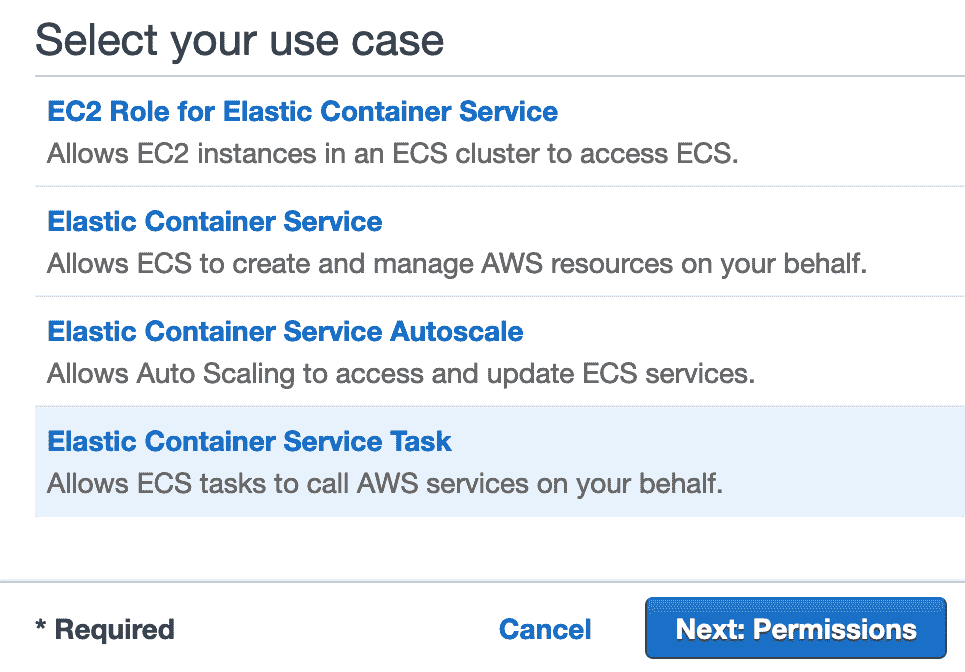 Select your use case
EC2 Role for Elastic Container Service
Allows EC2 instances in an ECS cluster to access ECS.
Elastic Container Service
Allows ECS to create and manage AWS resources on your behalf.
Elastic Container Service Autoscale
Allows Auto Scaling to access and update ECS services.
Elastic Container Service Task
Allows ECS tasks to call AWS services on your behalf.
* Required
Cancel
Next: Permissions